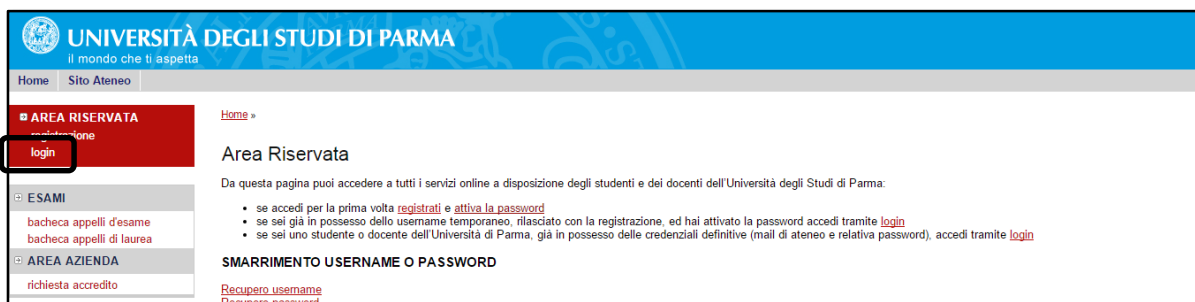 UNIVERSITÀ DEGLI STUDI DI PARMA
il mondo che ti aspetta
Home Sito Ateneo
AREA RISERVATA
registrazione
login
ESAMI
bacheca appelli d'esame
bacheca appelli di laurea
AREA AZIENDA
richiesta accredito
Home »
Area Riservata
Da questa pagina puoi accedere a tutti i servizi online a disposizione degli studenti e dei docenti dell'Università degli Studi di Parma:
se accedi per la prima volta registrati e attiva la password
se sei già in possesso dello username temporaneo, rilasciato con la registrazione, ed hai attivato la password accedi tramite login
se sei uno studente o docente dell'Università di Parma, già in possesso delle credenziali definitive (mail di ateneo e relativa password), accedi tramite login
SMARRIMENTO USERNAME O PASSWORD
Recupero username
Recupero password